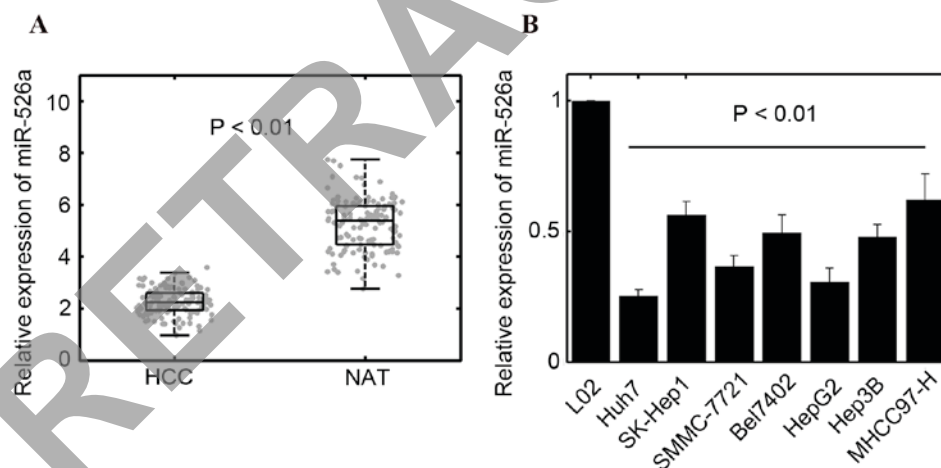 A
Relative expression of miR-526a
10
8
6
4
2
0
P < 0.01
HCC
NAT
B
Relative expression of miR-526a
1
0.5
0
P < 0.01
L02
Huh7
SK-Hep1
SMMC-7721
Bel7402
HepG2
Hep3B
MHCC97-H
RETRAC